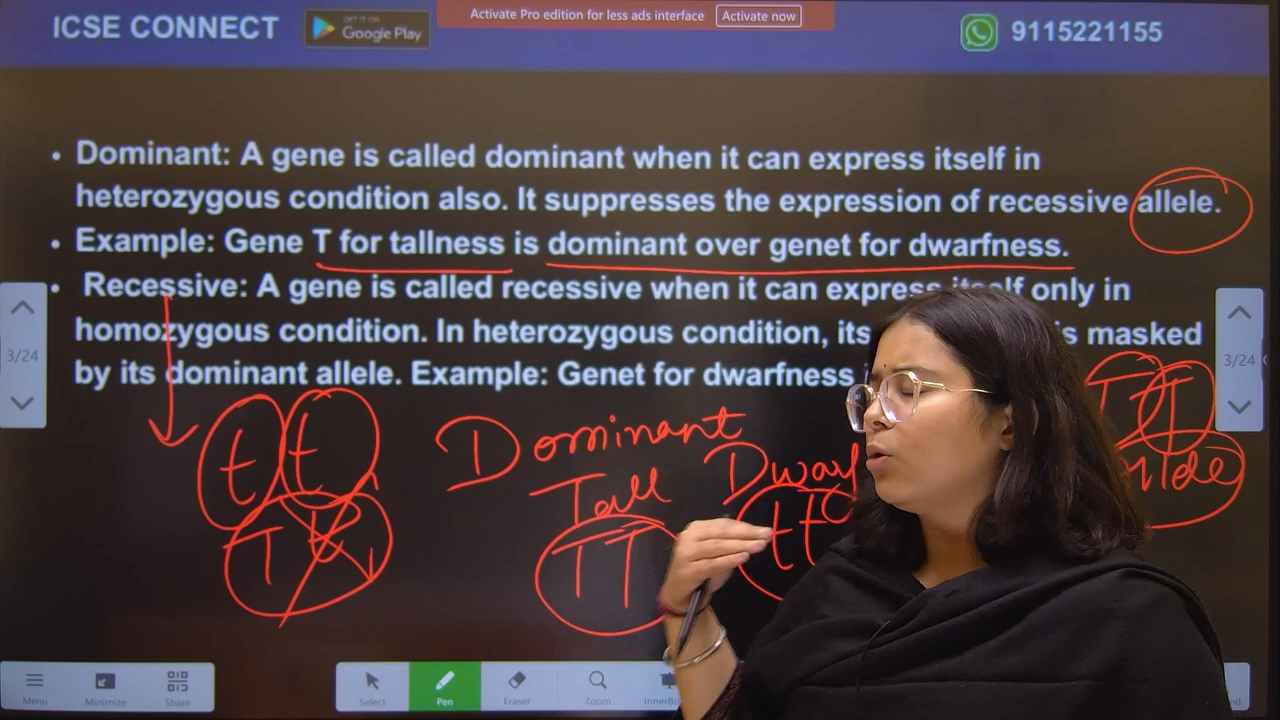 ICSE CONNECT
GET IT ON
Google Play
Activate Pro edition for less ads interface
Activate now
9115221155
• Dominant: A gene is called dominant when it can express itself in
heterozygous condition also. It suppresses the expression of recessive allele.
• Example: Gene T for tallness is dominant over genet for dwarfness.
• Recessive: A gene is called recessive when it can express itself only in
homozygous condition. In heterozygous condition, its is masked
by its dominant allele. Example: Genet for dwarfness
3/24
3/24
t t
Dominant
Tall
Dwarf
T t
T T
t t
Menu
Minimize
Share
Select
Pen
Eraser
Zoom